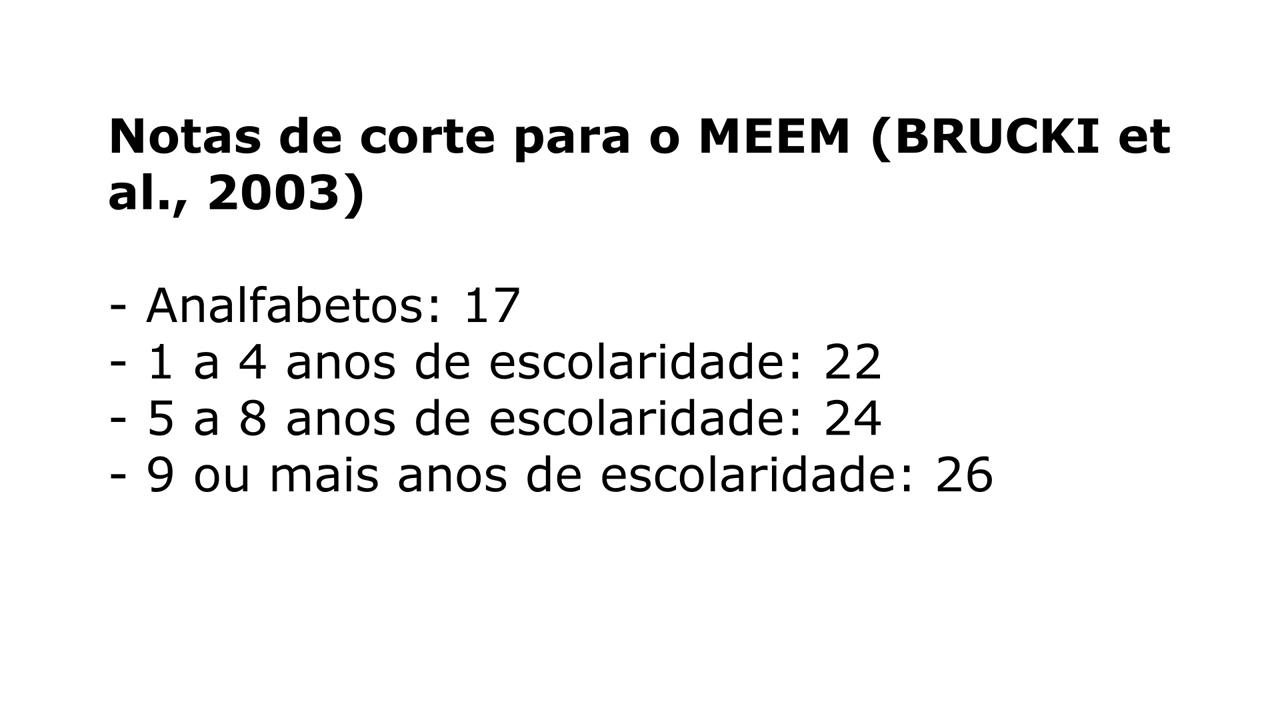 Notas de corte para o MEEM (BRUCKI et
al., 2003)
- Analfabetos: 17
- 1 a 4 anos de escolaridade: 22
- 5 a 8 anos de escolaridade: 24
- 9 ou mais anos de escolaridade: 26